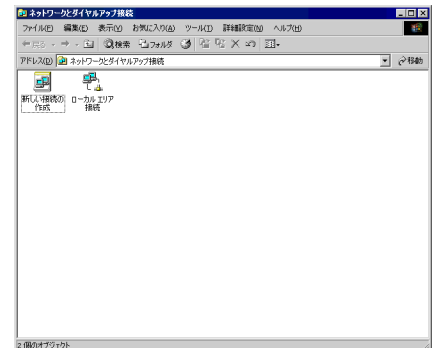 ネットワークとダイヤルアップ接続
ファイル(F) 編集(E) 表示(V) お気に入り(A) ツール(T) 詳細設定(N) ヘルプ(H)
戻る 検索 フォルダ
アドレス(D) ネットワークとダイヤルアップ接続 移動
新しい接続の
作成
ローカル エリア
接続
2 個のオブジェクト